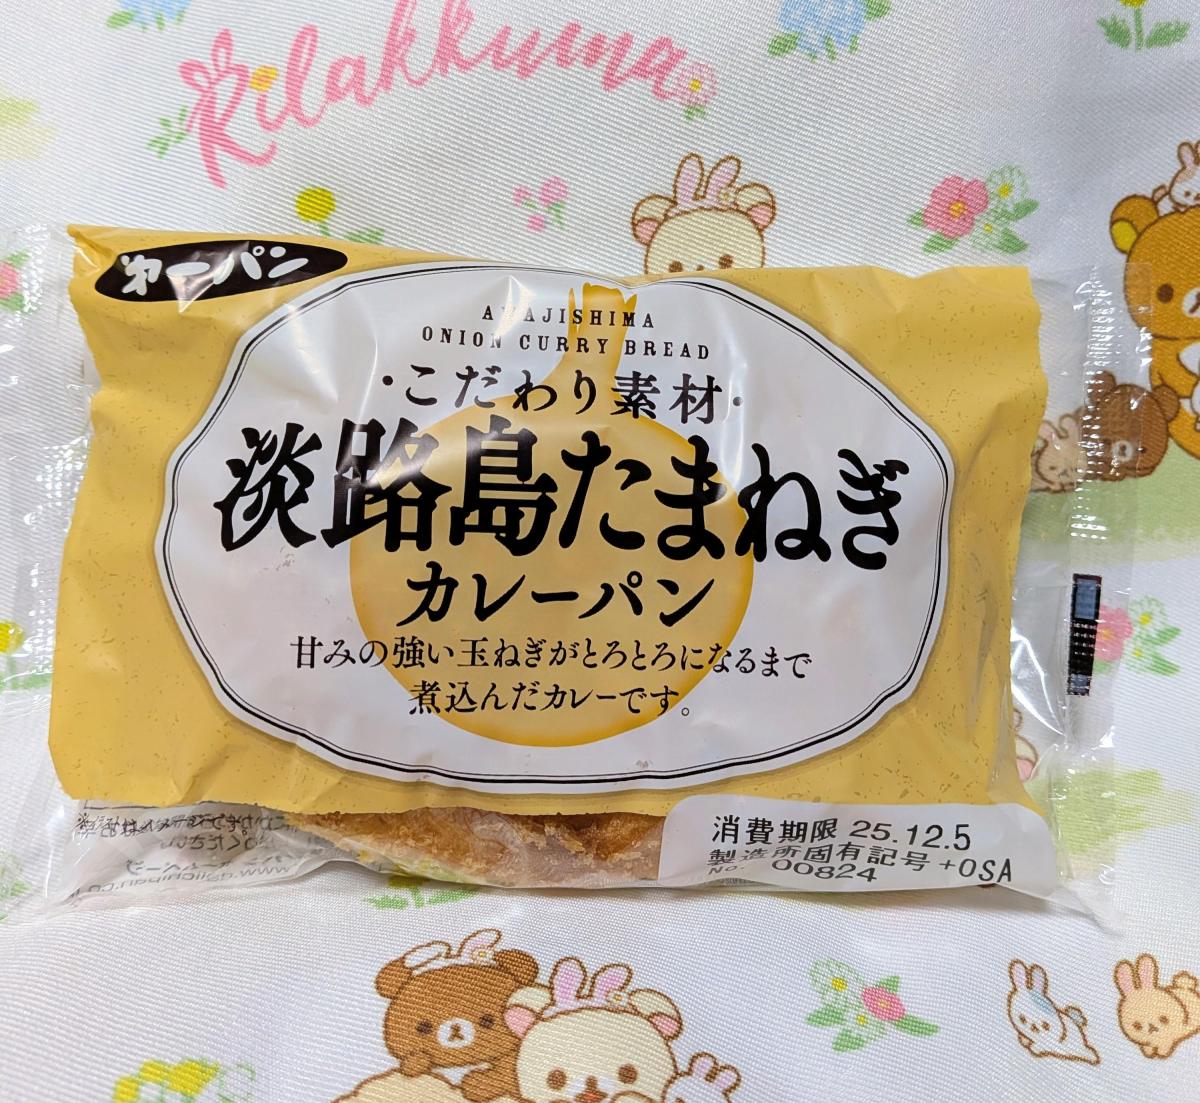 Rilakkuma
第一パン
AWAJISHIMA
ONION CURRY BREAD
・こだわり素材・
淡路島たまねぎ
カレーパン
甘みの強い玉ねぎがとろとろになるまで
煮込んだカレーです。
消費期限 25.12.5
製造所固有記号 +OSA
No. 00824